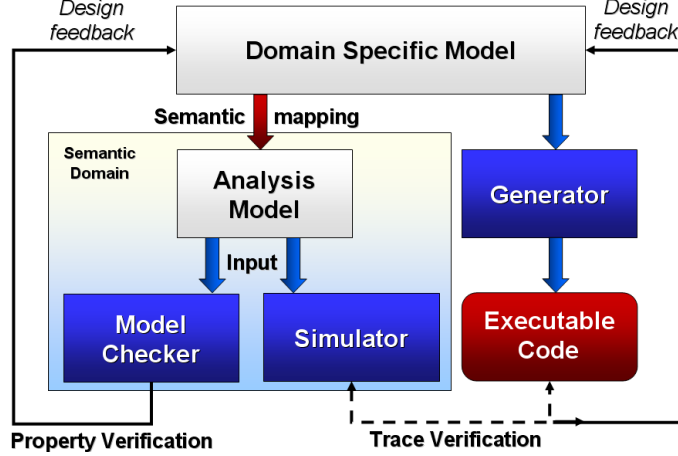 Design
feedback
Design
feedback
Domain Specific Model
Semantic mapping
Semantic
Domain
Analysis
Model
Generator
Input
Model
Checker
Simulator
Executable
Code
Property Verification
Trace Verification